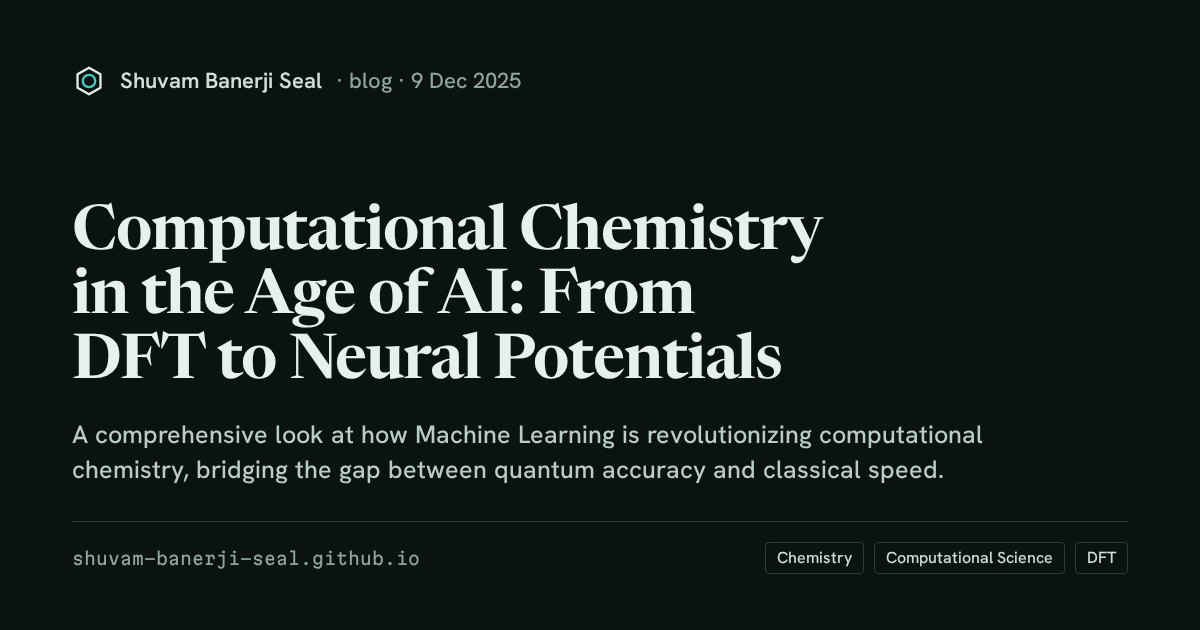 Shuvam Banerji Seal · blog · 9 Dec 2025
Computational Chemistry
in the Age of AI: From
DFT to Neural Potentials
A comprehensive look at how Machine Learning is revolutionizing computational
chemistry, bridging the gap between quantum accuracy and classical speed.
shuvam-banerji-seal.github.io
Chemistry
Computational Science
DFT